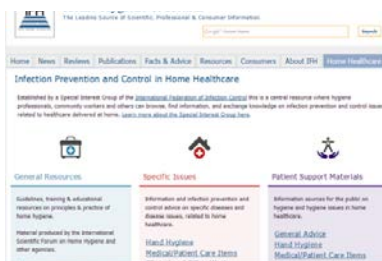 The Leading Source of Scientific, Professional & Consumer Information
Search
Home News Reviews Publications Facts & Advice Resources Consumers About IFH Home Healthcare
Infection Prevention and Control in Home Healthcare
Established by a Special Interest Group of the International Federation of Infection Control this is a central resource where hygiene
professionals, community workers and others can browse, find information, and exchange knowledge on infection prevention and control issues
related to healthcare delivered at home. Learn more about the Special Interest Group here.
General Resources
Guidelines, training & educational
resources on principles & practice of
home hygiene.
Material produced by the International
Scientific Forum on Home Hygiene and
other agencies.
Specific Issues
Information and infection prevention and
control advice on specific diseases and
disease issues, related to home
healthcare.
Hand Hygiene
Medical/Patient Care Items
Patient Support Materials
Information sources for the public on
hygiene and hygiene issues in home
healthcare.
General Advice
Hand Hygiene
Medical/Patient Care Items